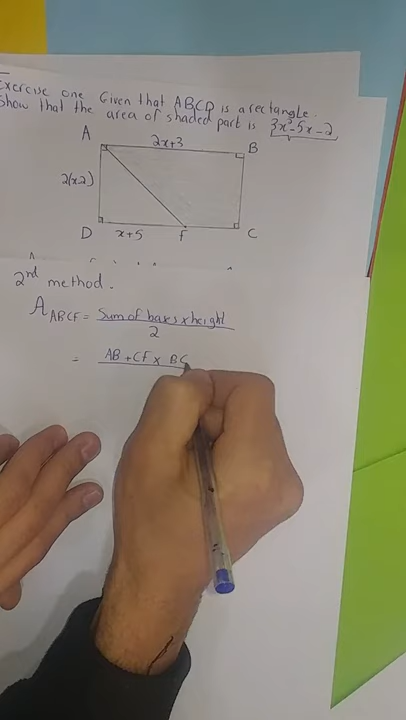 Exercise one Given that ABCD is a rectangle.
Show that the area of shaded part is 3x²-5x-2
A
2x+3
B
2(x-2)
D
x+5
F
C
2nd method.
A ABCF = Sum of bases x height
2
= AB + CF x BC